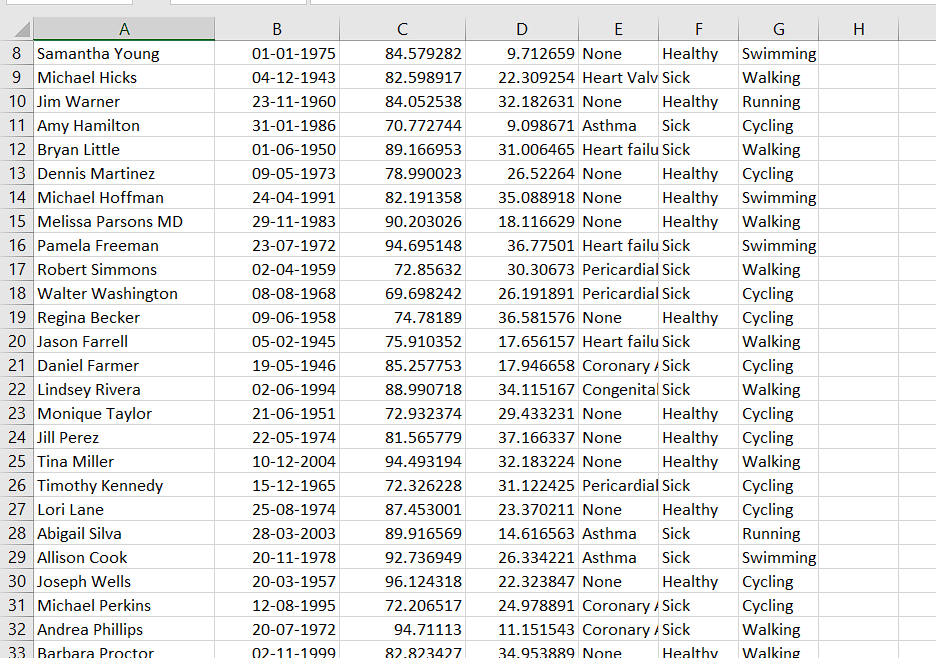 A B C D E F G H
8 Samantha Young 01-01-1975 84.579282 9.712659 None Healthy Swimming
9 Michael Hicks 04-12-1943 82.598917 22.309254 Heart Valv Sick Walking
10 Jim Warner 23-11-1960 84.052538 32.182631 None Healthy Running
11 Amy Hamilton 31-01-1986 70.772744 9.098671 Asthma Sick Cycling
12 Bryan Little 01-06-1950 89.166953 31.006465 Heart failu Sick Walking
13 Dennis Martinez 09-05-1973 78.990023 26.52264 None Healthy Cycling
14 Michael Hoffman 24-04-1991 82.191358 35.088918 None Healthy Swimming
15 Melissa Parsons MD 29-11-1983 90.203026 18.116629 None Healthy Walking
16 Pamela Freeman 23-07-1972 94.695148 36.77501 Heart failu Sick Swimming
17 Robert Simmons 02-04-1959 72.85632 30.30673 Pericardial Sick Walking
18 Walter Washington 08-08-1968 69.698242 26.191891 Pericardial Sick Cycling
19 Regina Becker 09-06-1958 74.78189 36.581576 None Healthy Cycling
20 Jason Farrell 05-02-1945 75.910352 17.656157 Heart failu Sick Walking
21 Daniel Farmer 19-05-1946 85.257753 17.946658 Coronary A Sick Cycling
22 Lindsey Rivera 02-06-1994 88.990718 34.115167 Congenital Sick Walking
23 Monique Taylor 21-06-1951 72.932374 29.433231 None Healthy Cycling
24 Jill Perez 22-05-1974 81.565779 37.166337 None Healthy Cycling
25 Tina Miller 10-12-2004 94.493194 32.183224 None Healthy Walking
26 Timothy Kennedy 15-12-1965 72.326228 31.122425 Pericardial Sick Cycling
27 Lori Lane 25-08-1974 87.453001 23.370211 None Healthy Cycling
28 Abigail Silva 28-03-2003 89.916569 14.616563 Asthma Sick Running
29 Allison Cook 20-11-1978 92.736949 26.334221 Asthma Sick Swimming
30 Joseph Wells 20-03-1957 96.124318 22.323847 None Healthy Cycling
31 Michael Perkins 12-08-1995 72.206517 24.978891 Coronary A Sick Cycling
32 Andrea Phillips 20-07-1972 94.71113 11.151543 Coronary A Sick Walking
33 Barbara Proctor 02-11-1999 82.823427 34.953889 None Healthy Walking